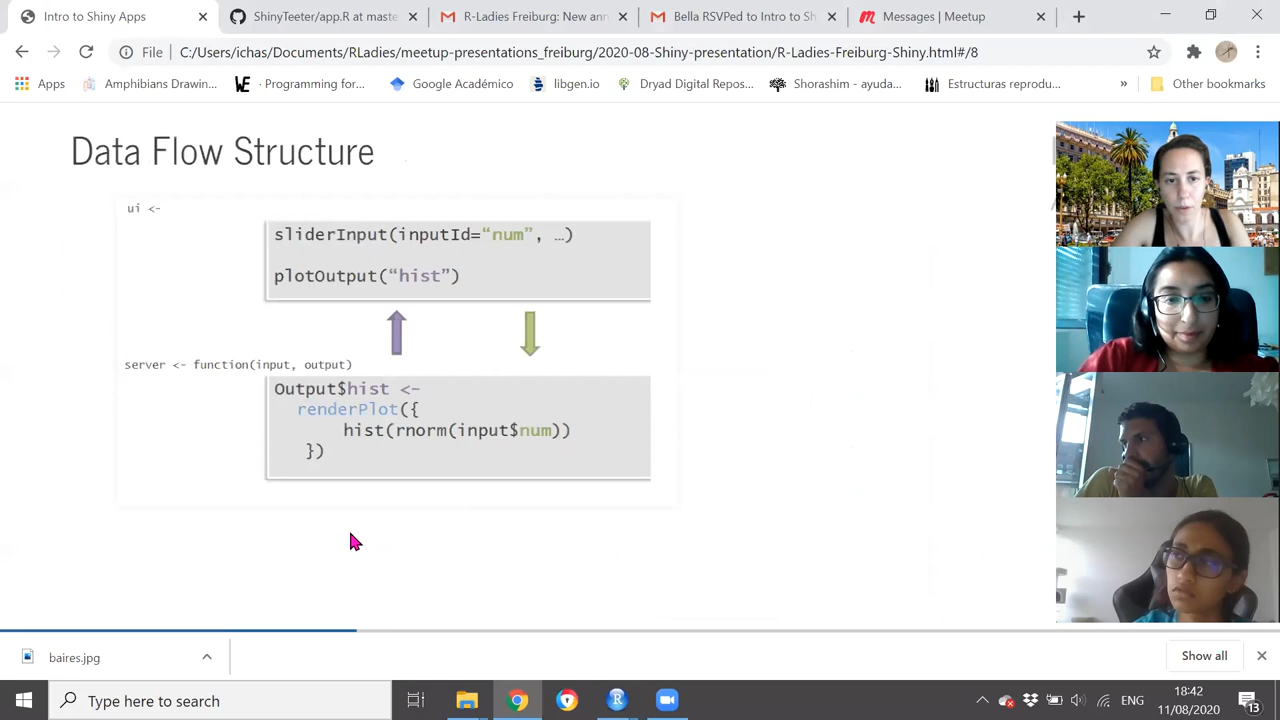 Intro to Shiny Apps
ShinyTeeter/app.R at maste
R-Ladies Freiburg: New ann
Bella RSVPed to Intro to Sh
Messages | Meetup
File
C:/Users/ichas/Documents/RLadies/meetup-presentations_freiburg/2020-08-Shiny-presentation/R-Ladies-Freiburg-Shiny.html#/8
Apps
Amphibians Drawin...
WE
· Programming for...
Google Académico
libgen.io
Dryad Digital Repos...
Shorashim - ayuda...
Estructuras reprodu...
»
Other bookmarks
Data Flow Structure
ui <-
sliderInput(inputId=“num”, …)
plotOutput(“hist”)
server <- function(input, output)
Output$hist <-
renderPlot({
hist(rnorm(input$num))
})
baires.jpg
Show all
Type here to search
ENG
18:42
11/08/2020
13